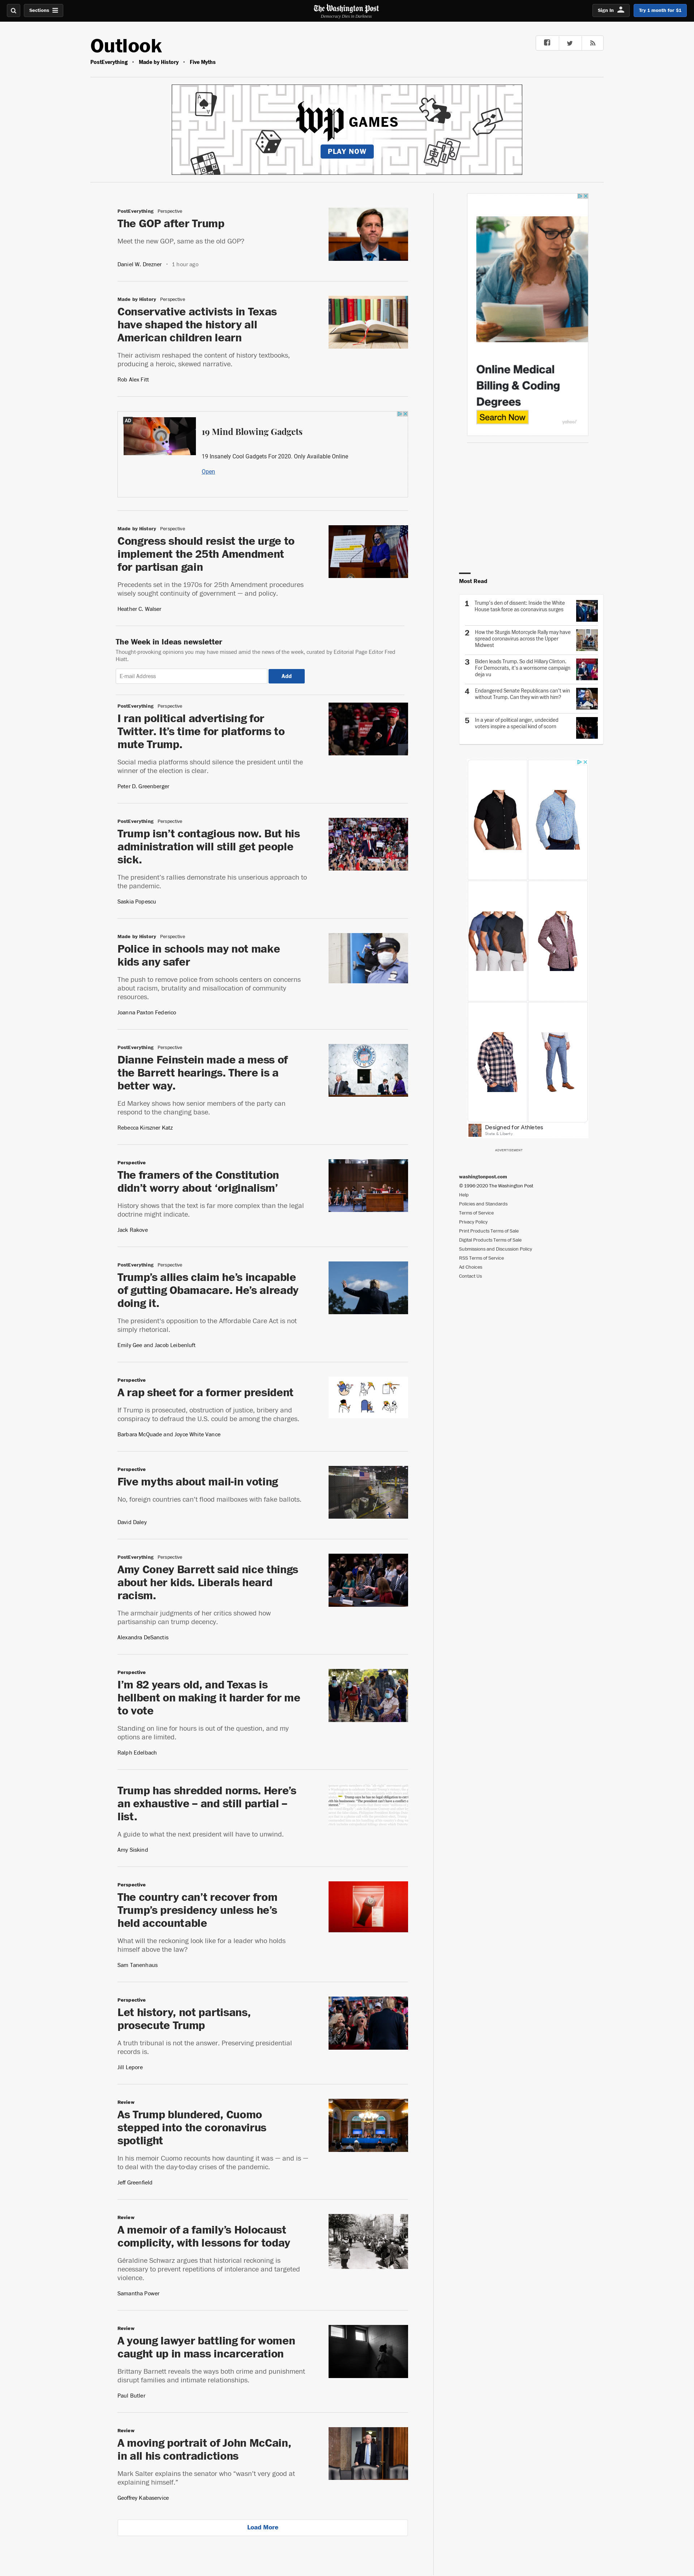 Sections
The Washington Post
Democracy Dies in Darkness
Sign In
Try 1 month for $1
Outlook
PostEverything • Made by History • Five Myths
wp GAMES
PLAY NOW
PostEverything Perspective
The GOP after Trump
Meet the new GOP, same as the old GOP?
Daniel W. Drezner • 1 hour ago
Made by History Perspective
Conservative activists in Texas
have shaped the history all
American children learn
Their activism reshaped the content of history textbooks,
producing a heroic, skewed narrative.
Rob Alex Fitt
AD
19 Mind Blowing Gadgets
19 Insanely Cool Gadgets For 2020. Only Available Online
Open
Made by History Perspective
Congress should resist the urge to
implement the 25th Amendment
for partisan gain
Precedents set in the 1970s for 25th Amendment procedures
wisely sought continuity of government — and policy.
Heather C. Walser
The Week in Ideas newsletter
Thought-provoking opinions you may have missed amid the news of the week, curated by Editorial Page Editor Fred
Hiatt.
E-mail Address
Add
PostEverything Perspective
I ran political advertising for
Twitter. It’s time for platforms to
mute Trump.
Social media platforms should silence the president until the
winner of the election is clear.
Peter D. Greenberger
PostEverything Perspective
Trump isn’t contagious now. But his
administration will still get people
sick.
The president’s rallies demonstrate his unserious approach to
the pandemic.
Saskia Popescu
Made by History Perspective
Police in schools may not make
kids any safer
The push to remove police from schools centers on concerns
about racism, brutality and misallocation of community
resources.
Joanna Paxton Federico
PostEverything Perspective
Dianne Feinstein made a mess of
the Barrett hearings. There is a
better way.
Ed Markey shows how senior members of the party can
respond to the changing base.
Rebecca Kirszner Katz
Perspective
The framers of the Constitution
didn’t worry about ‘originalism’
History shows that the text is far more complex than the legal
doctrine might indicate.
Jack Rakove
PostEverything Perspective
Trump’s allies claim he’s incapable
of gutting Obamacare. He’s already
doing it.
The president’s opposition to the Affordable Care Act is not
simply rhetorical.
Emily Gee and Jacob Leibenluft
Perspective
A rap sheet for a former president
If Trump is prosecuted, obstruction of justice, bribery and
conspiracy to defraud the U.S. could be among the charges.
Barbara McQuade and Joyce White Vance
Perspective
Five myths about mail-in voting
No, foreign countries can’t flood mailboxes with fake ballots.
David Daley
PostEverything Perspective
Amy Coney Barrett said nice things
about her kids. Liberals heard
racism.
The armchair judgments of her critics showed how
partisanship can trump decency.
Alexandra DeSanctis
Perspective
I’m 82 years old, and Texas is
hellbent on making it harder for me
to vote
Standing on line for hours is out of the question, and my
options are limited.
Ralph Edelbach
Trump has shredded norms. Here’s
an exhaustive – and still partial –
list.
A guide to what the next president will have to unwind.
Amy Siskind
Perspective
The country can’t recover from
Trump’s presidency unless he’s
held accountable
What will the reckoning look like for a leader who holds
himself above the law?
Sam Tanenhaus
Perspective
Let history, not partisans,
prosecute Trump
A truth tribunal is not the answer. Preserving presidential
records is.
Jill Lepore
Review
As Trump blundered, Cuomo
stepped into the coronavirus
spotlight
In his memoir Cuomo recounts how daunting it was — and is —
to deal with the day-to-day crises of the pandemic.
Jeff Greenfield
Review
A memoir of a family’s Holocaust
complicity, with lessons for today
Géraldine Schwarz argues that historical reckoning is
necessary to prevent repetitions of intolerance and targeted
violence.
Samantha Power
Review
A young lawyer battling for women
caught up in mass incarceration
Brittany Barnett reveals the ways both crime and punishment
disrupt families and intimate relationships.
Paul Butler
Review
A moving portrait of John McCain,
in all his contradictions
Mark Salter explains the senator who “wasn’t very good at
explaining himself.”
Geoffrey Kabaservice
Load More
Online Medical
Billing & Coding
Degrees
Search Now
Most Read
1 Trump’s den of dissent: Inside the White
House task force as coronavirus surges
2 How the Sturgis Motorcycle Rally may have
spread coronavirus across the Upper
Midwest
3 Biden leads Trump. So did Hillary Clinton.
For Democrats, it’s a worrisome campaign
deja vu
4 Endangered Senate Republicans can’t win
without Trump. Can they win with him?
5 In a year of political anger, undecided
voters inspire a special kind of scorn
Designed for Athletes
State & Liberty
ADVERTISEMENT
washingtonpost.com
© 1996-2020 The Washington Post
Help
Policies and Standards
Terms of Service
Privacy Policy
Print Products Terms of Sale
Digital Products Terms of Sale
Submissions and Discussion Policy
RSS Terms of Service
Ad Choices
Contact Us